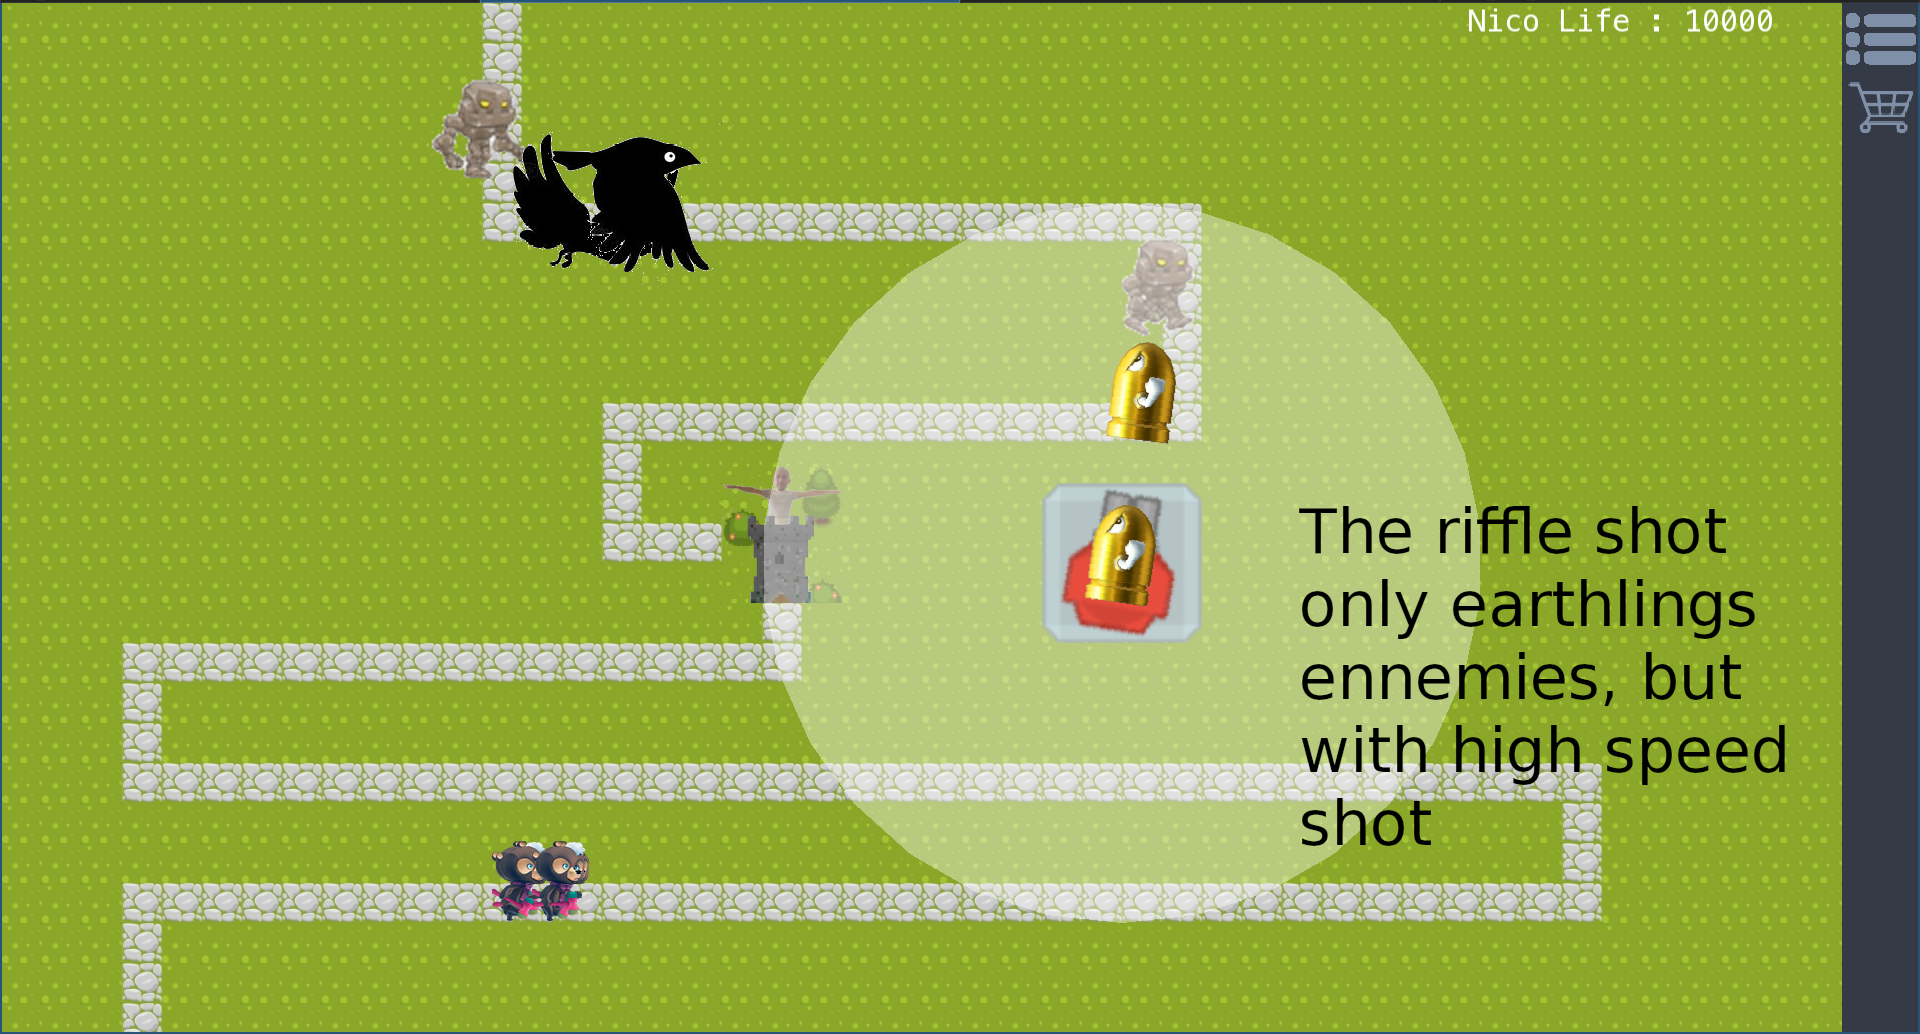 Nico Life : 10000
The riffle shot
only earthlings
ennemies, but
with high speed
shot